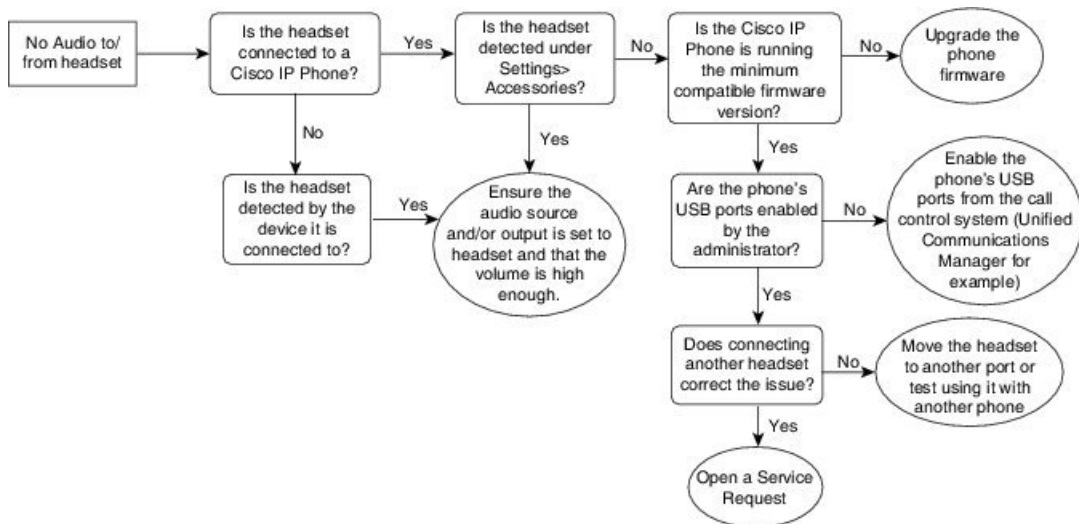 No Audio to/
from headset
Is the headset
connected to a
Cisco IP Phone?
Yes
Is the headset
detected under
Settings>
Accessories?
No
Is the Cisco IP
Phone is running
the minimum
compatible firmware
version?
No
Upgrade the
phone
firmware
No
Yes
Yes
Is the headset
detected by the
device it is
connected to?
Yes
Ensure the
audio source
and/or output is set to
headset and that the
volume is high
enough.
Are the phone's
USB ports enabled
by the
administrator?
No
Enable the
phone's USB
ports from the call
control system (Unified
Communications
Manager for
example)
Yes
Does connecting
another headset
correct the issue?
No
Move the headset
to another port or
test using it with
another phone
Yes
Open a Service
Request